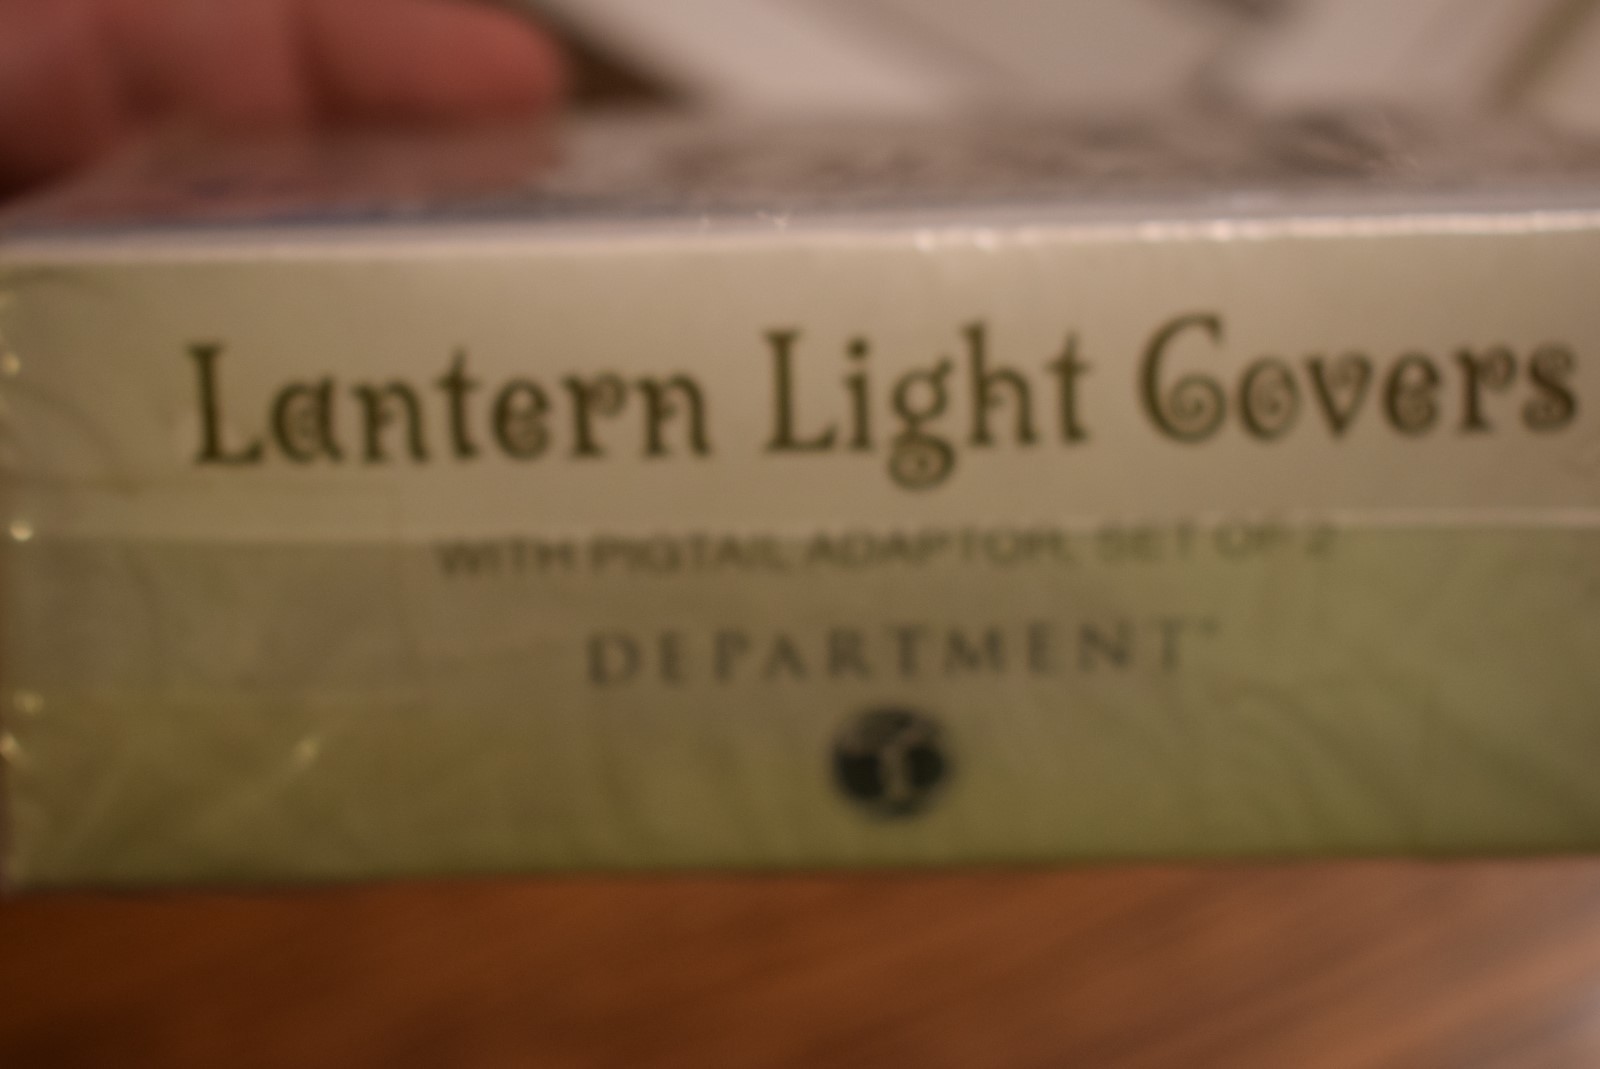 Lantern Light Covers
WITH PIGTAIL ADAPTOR, SET OF 2
DEPARTMENT